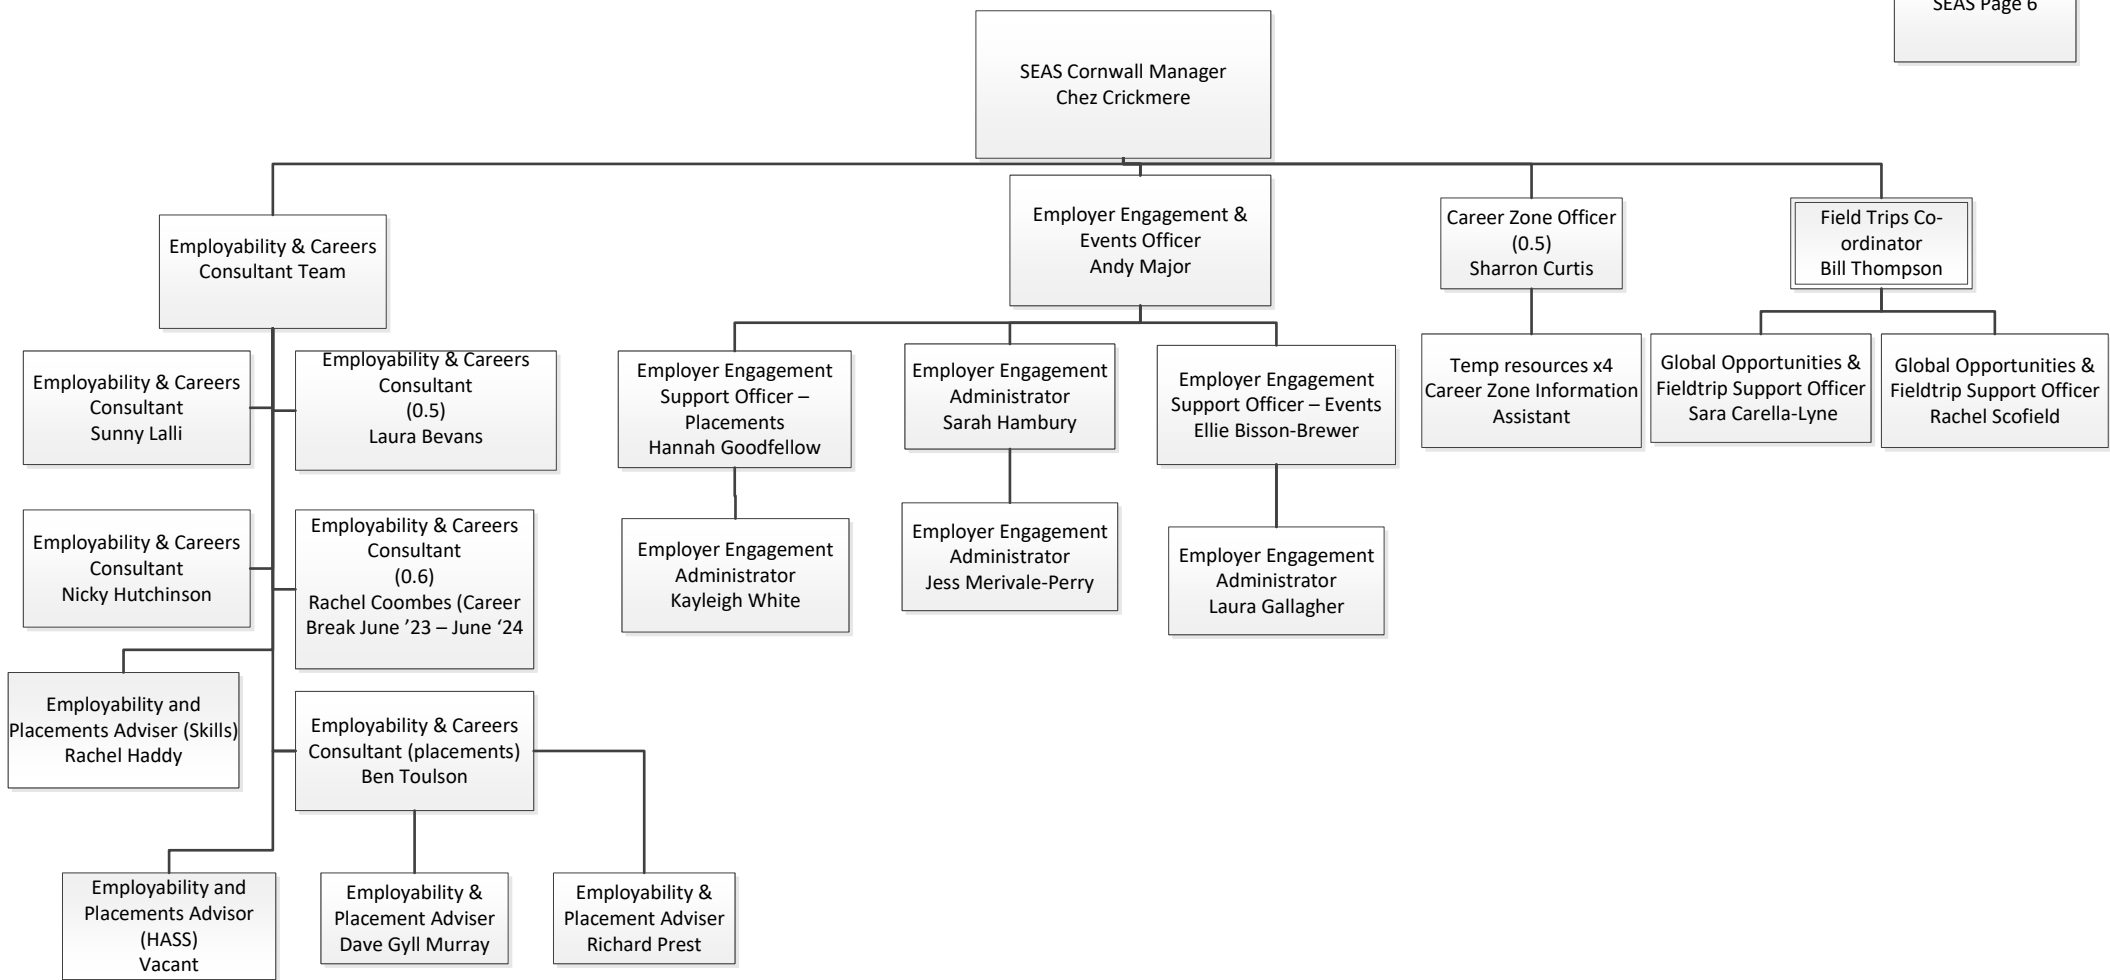 SEAS Page 6
SEAS Cornwall Manager
Chez Crickmere
Employability & Careers
Consultant Team
Employer Engagement &
Events Officer
Andy Major
Career Zone Officer
(0.5)
Sharron Curtis
Field Trips Co-
ordinator
Bill Thompson
Employability & Careers
Consultant
Sunny Lalli
Employability & Careers
Consultant
(0.5)
Laura Bevans
Employer Engagement
Support Officer –
Placements
Hannah Goodfellow
Employer Engagement
Administrator
Sarah Hambury
Employer Engagement
Support Officer – Events
Ellie Bisson-Brewer
Temp resources x4
Career Zone Information
Assistant
Global Opportunities &
Fieldtrip Support Officer
Sara Carella-Lyne
Global Opportunities &
Fieldtrip Support Officer
Rachel Scofield
Employability & Careers
Consultant
Nicky Hutchinson
Employability & Careers
Consultant
(0.6)
Rachel Coombes (Career
Break June ’23 – June ‘24
Employer Engagement
Administrator
Kayleigh White
Employer Engagement
Administrator
Jess Merivale-Perry
Employer Engagement
Administrator
Laura Gallagher
Employability and
Placements Adviser (Skills)
Rachel Haddy
Employability & Careers
Consultant (placements)
Ben Toulson
Employability and
Placements Advisor
(HASS)
Vacant
Employability &
Placement Adviser
Dave Gyll Murray
Employability &
Placement Adviser
Richard Prest